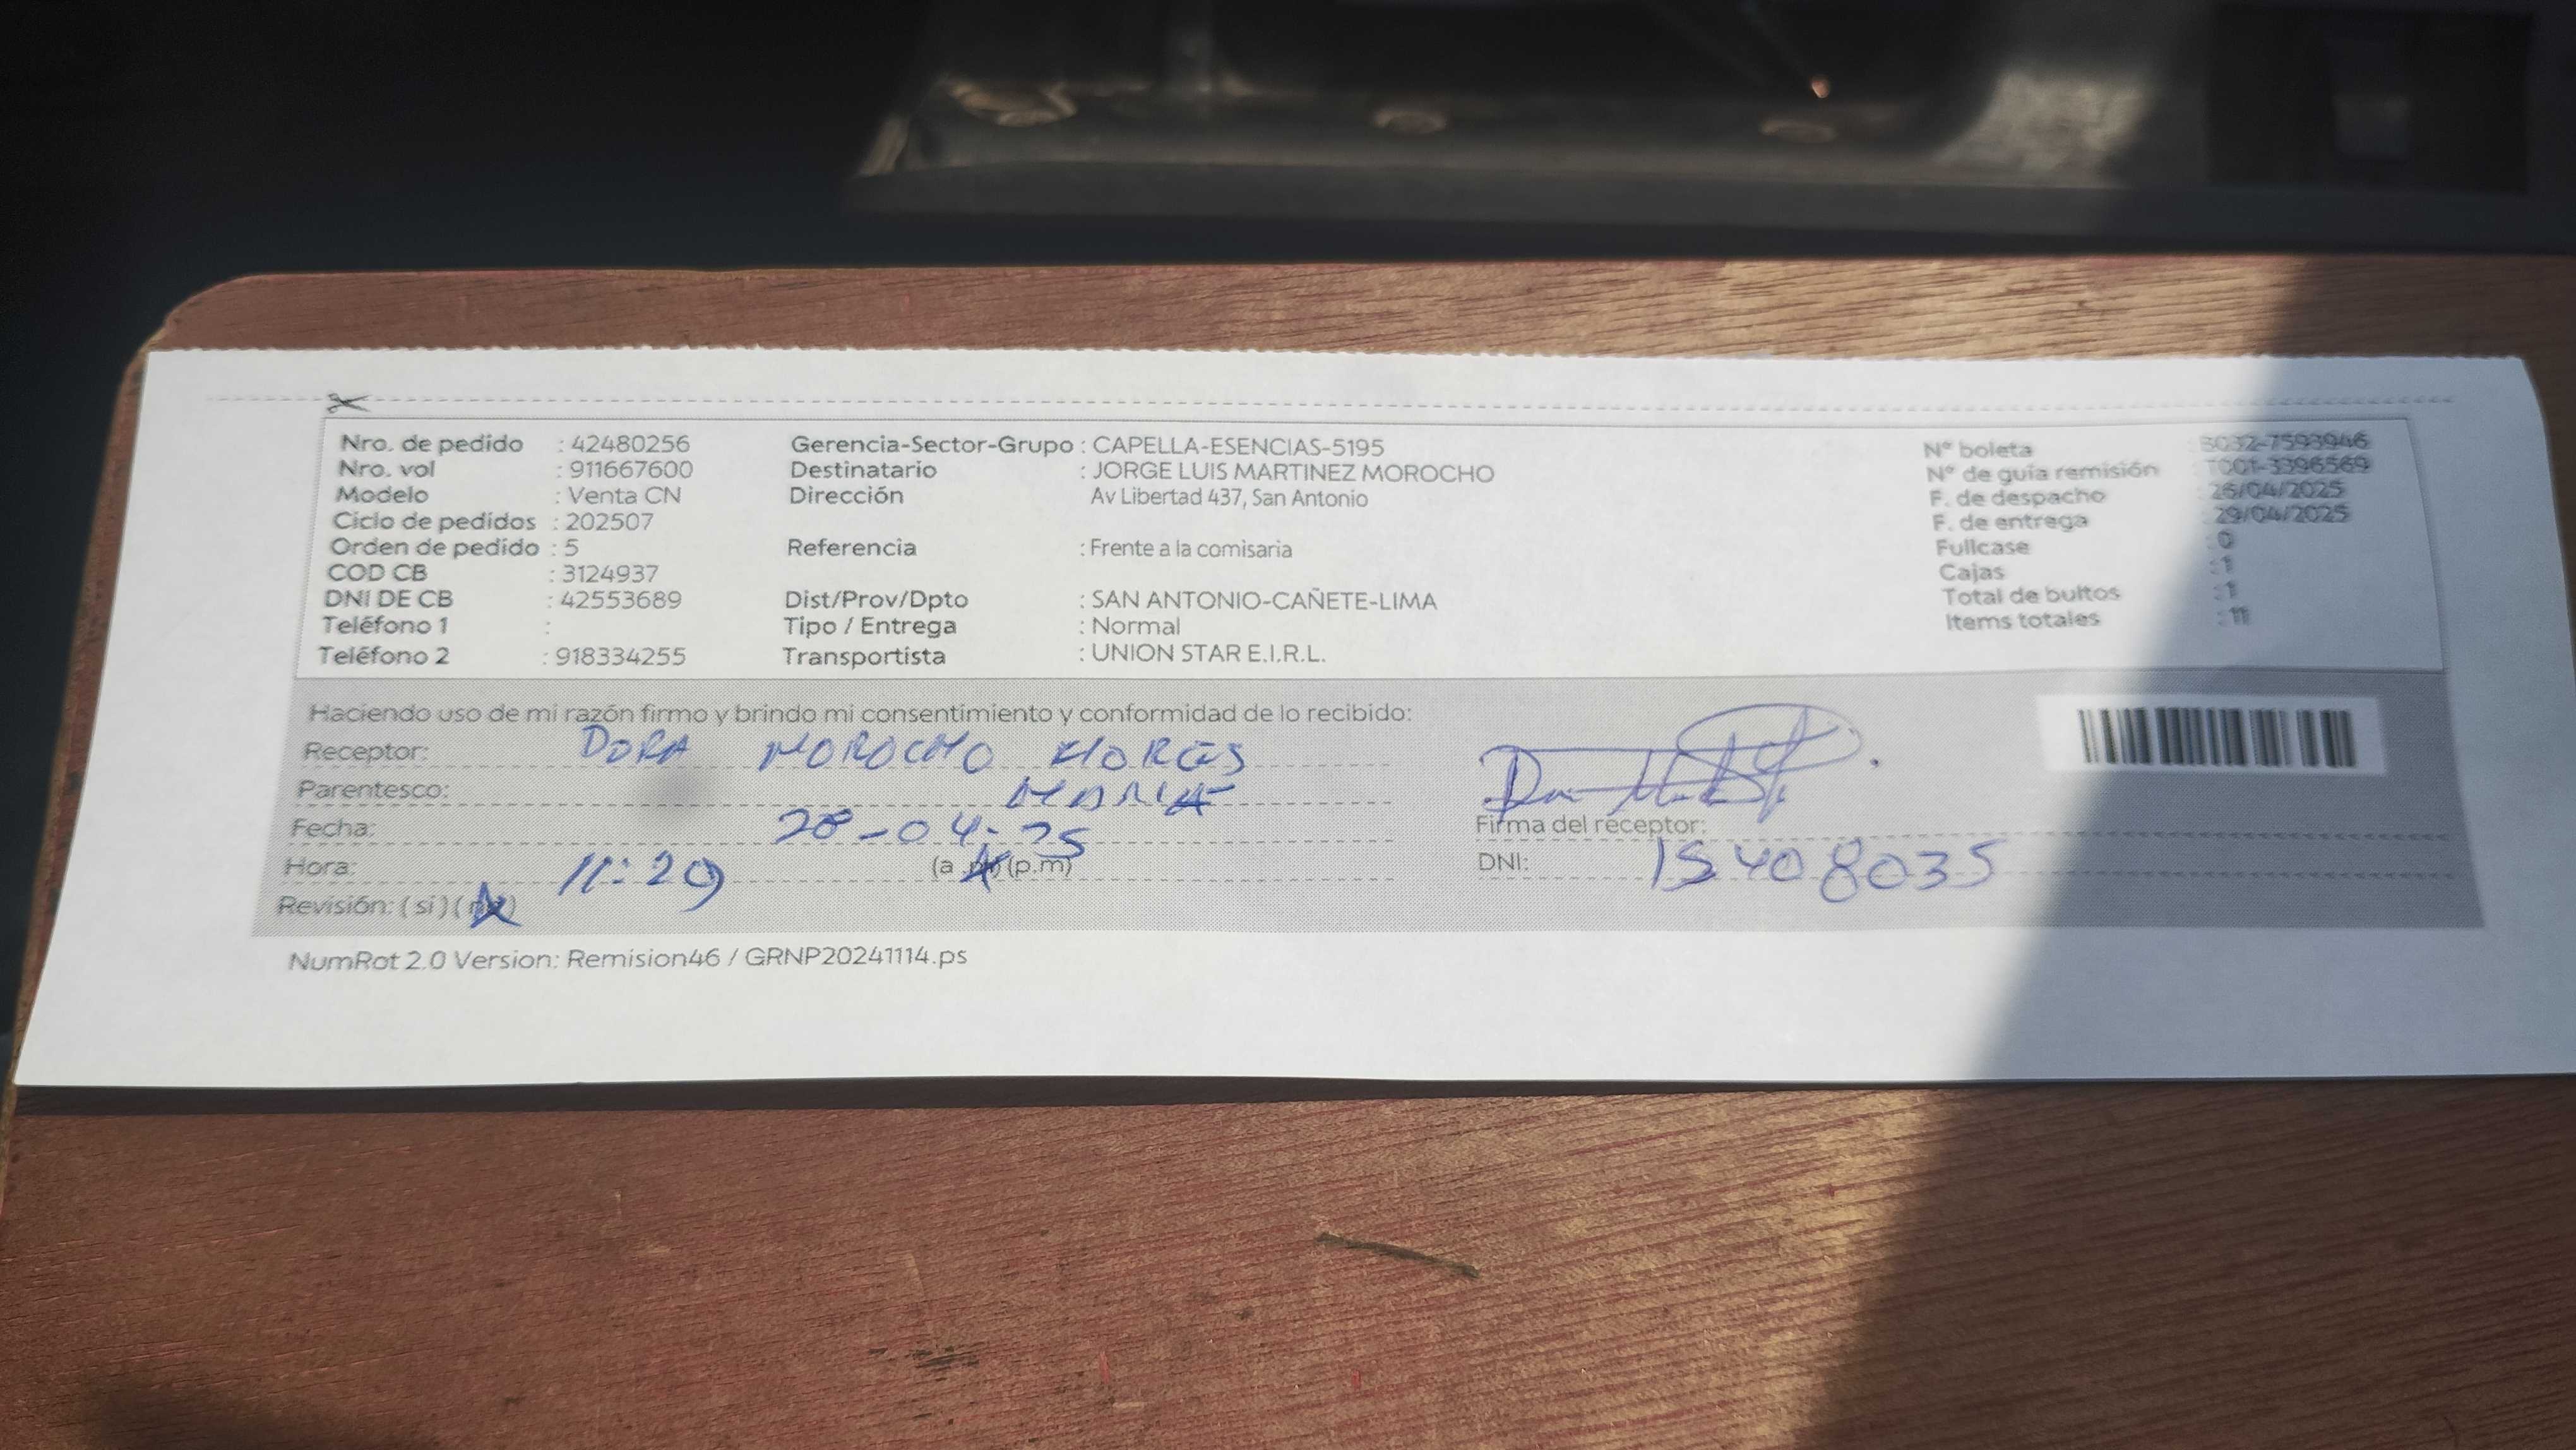 Nro. de pedido : 42480256 Gerencia-Sector-Grupo : CAPELLA-ESENCIAS-5195 N° boleta : B032-7593946
Nro. vol : 911667600 Destinatario : JORGE LUIS MARTINEZ MOROCHO N° de guía remisión : T001-3396569
Modelo : Venta CN Dirección Av Libertad 437, San Antonio F. de despacho : 26/04/2025
Ciclo de pedidos : 202507 F. de entrega : 29/04/2025
Orden de pedido : 5 Referencia : Frente a la comisaria Fullcase : 0
COD CB : 3124937 Cajas : 1
DNI DE CB : 42553689 Dist/Prov/Dpto : SAN ANTONIO-CAÑETE-LIMA Total de bultos : 1
Teléfono 1 : Tipo / Entrega : Normal Items totales : 11
Teléfono 2 : 918334255 Transportista : UNION STAR E.I.R.L.
Haciendo uso de mi razón firmo y brindo mi consentimiento y conformidad de lo recibido:
Receptor: DORA MOROCHO
Parentesco:
Fecha: 28-04-25 Firma del receptor:
Hora: 11:29 (a.m) (p.m) DNI: 15408035
Revisión: ( si ) ( no )
NumRot 2.0 Version: Remision46 / GRNP20241114.ps